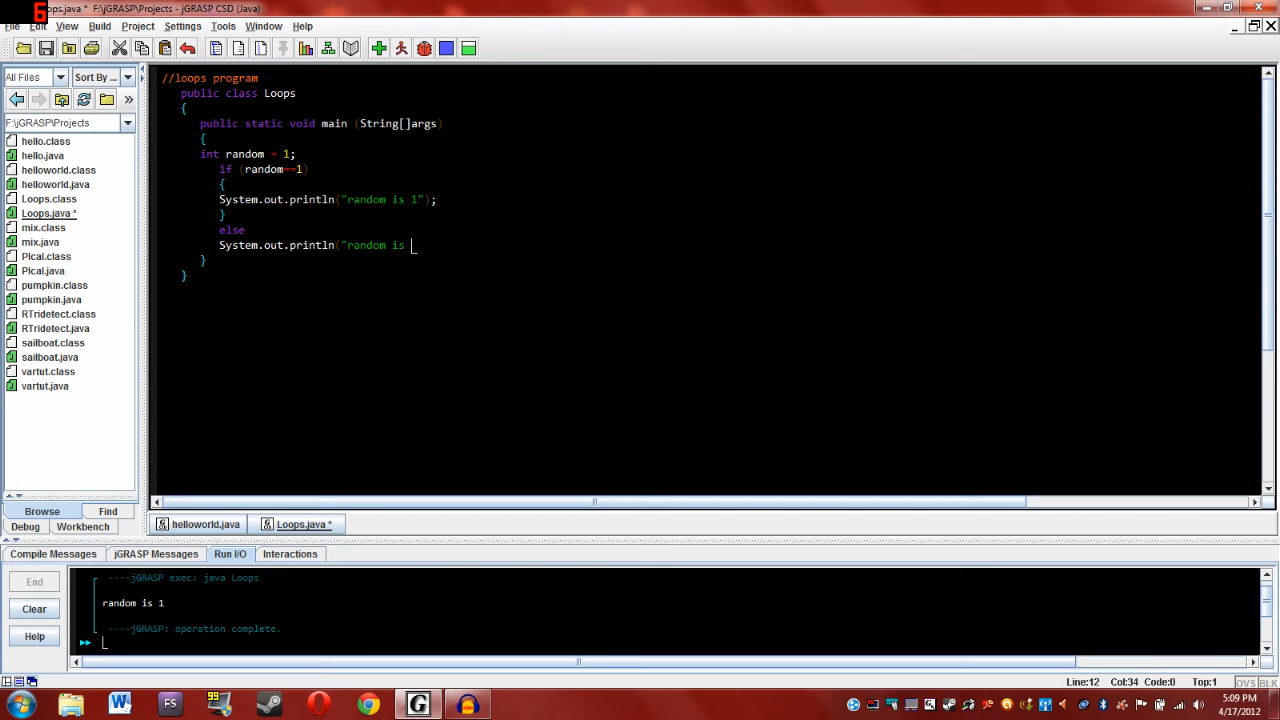 6
ops.java * F:\jGRASP\Projects - jGRASP CSD (Java)
File Edit View Build Project Settings Tools Window Help
All Files Sort By ...
F:\jGRASP\Projects
hello.class
hello.java
helloworld.class
helloworld.java
Loops.class
Loops.java *
mix.class
mix.java
PIcal.class
PIcal.java
pumpkin.class
pumpkin.java
RTridetect.class
RTridetect.java
sailboat.class
sailboat.java
vartut.class
vartut.java
Browse Find
Debug Workbench
//loops program
public class Loops
{
public static void main (String[]args)
{
int random = 1;
if (random==1)
{
System.out.println("random is 1");
}
else
System.out.println("random is
}
}
helloworld.java Loops.java *
Compile Messages jGRASP Messages Run I/O Interactions
End
Clear
Help
----jGRASP exec: java Loops
random is 1
----jGRASP: operation complete.
Line:12 Col:34 Code:0 Top:1 OVS BLK
W FS 99 G
5:09 PM
4/17/2012